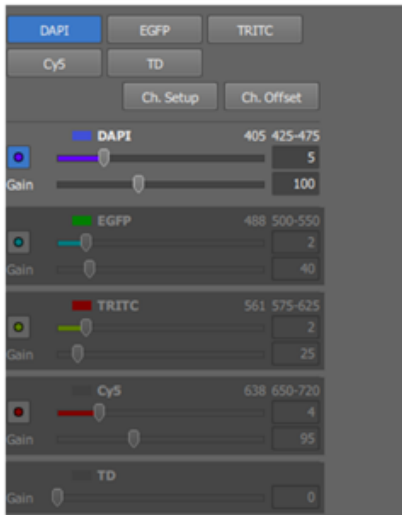 DAPI EGFP TRITC
Cy5 TD
Ch. Setup Ch. Offset
DAPI 405 425-475
5
Gain 100
EGFP 488 500-550
2
Gain 40
TRITC 561 575-625
2
Gain 25
Cy5 638 650-720
4
Gain 95
TD
Gain 0